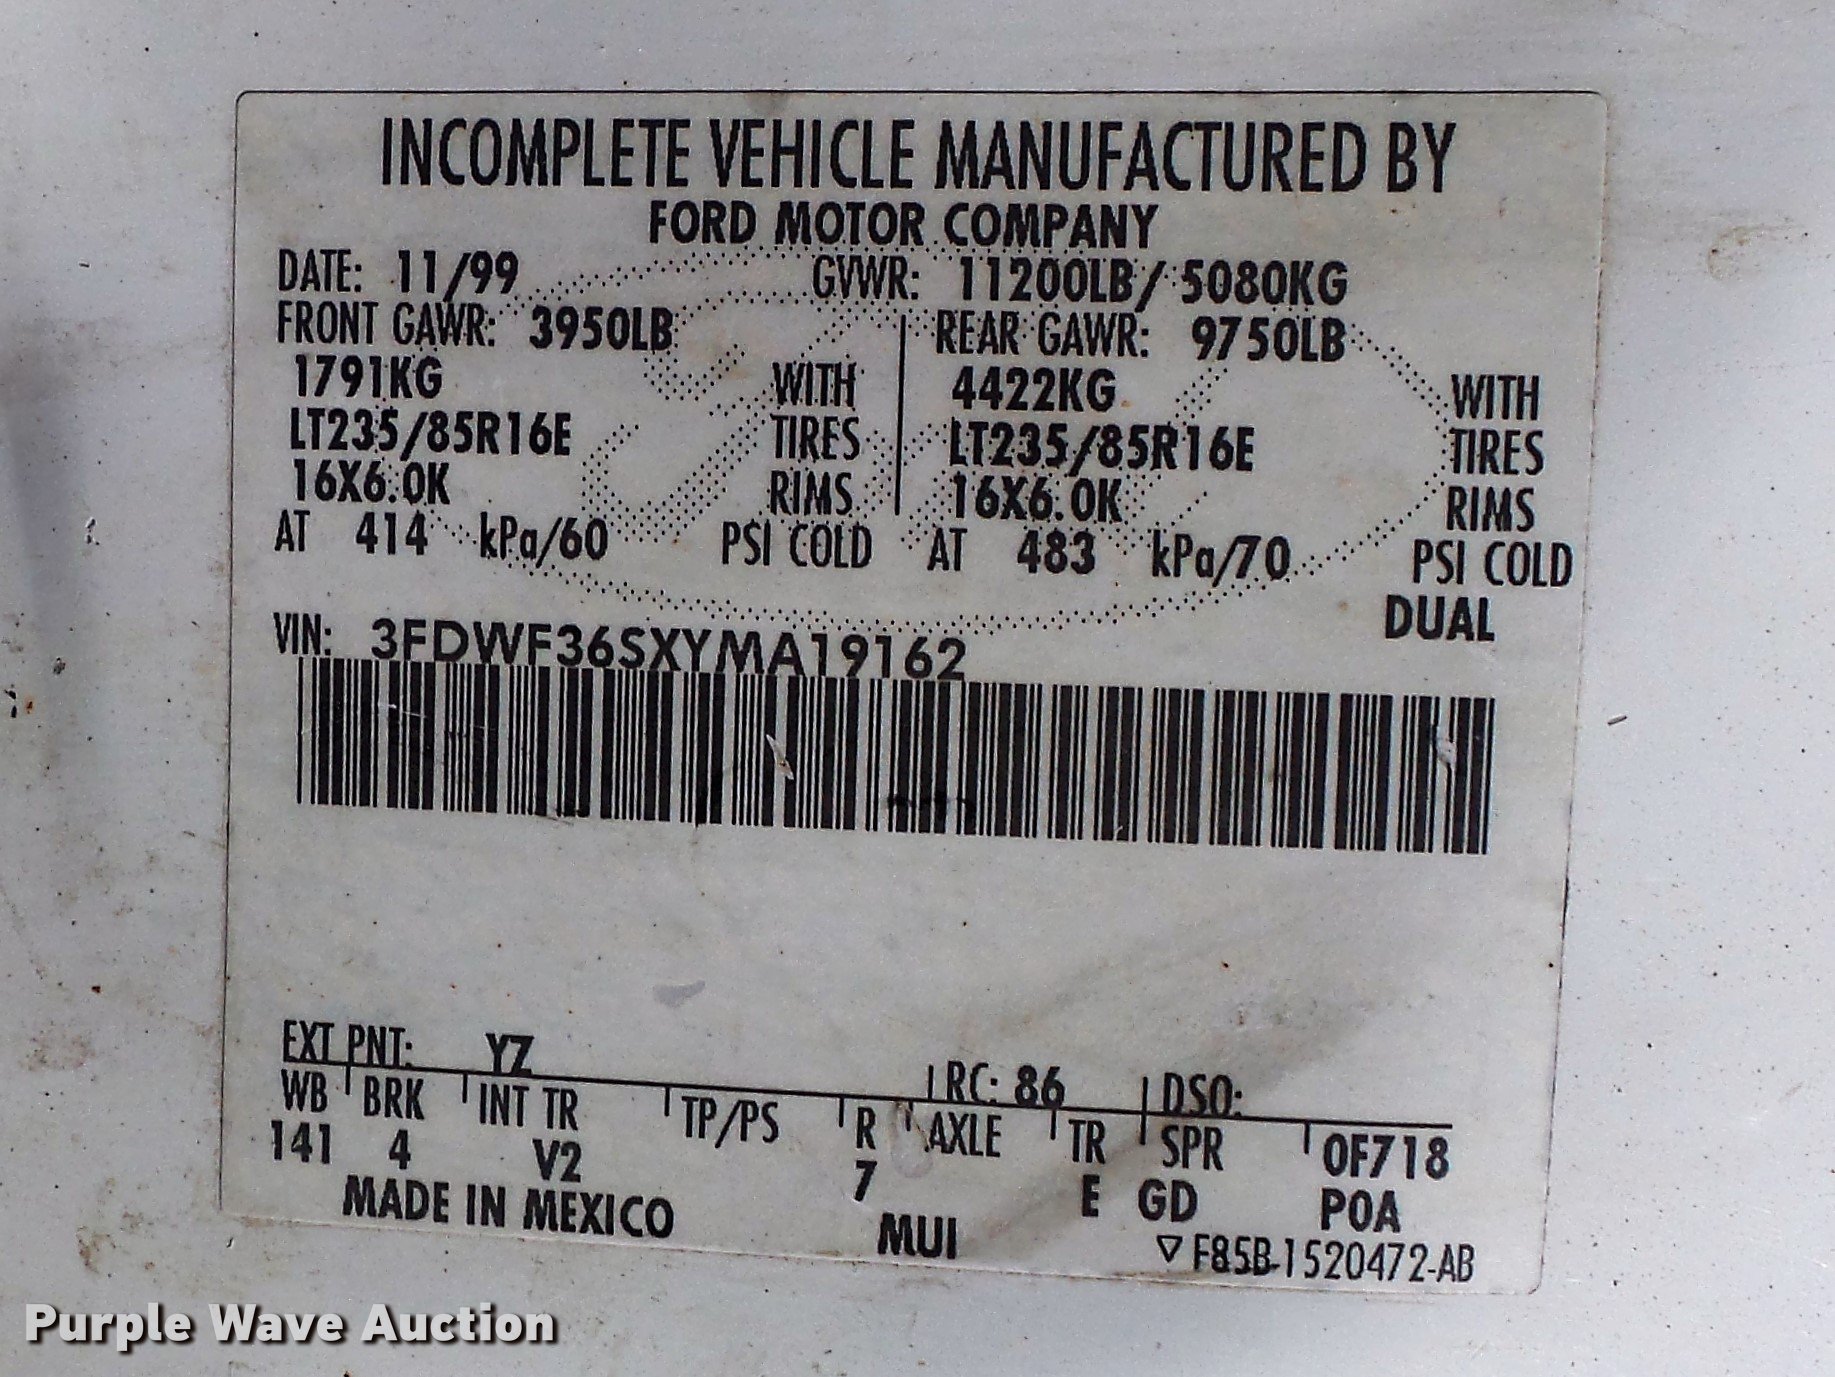 INCOMPLETE VEHICLE MANUFACTURED BY
FORD MOTOR COMPANY
DATE: 11/99 GVWR: 11200LB/ 5080KG
FRONT GAWR: 3950LB REAR GAWR: 9750LB
1791KG WITH 4422KG WITH
LT235/85R16E TIRES LT235/85R16E TIRES
16X6.0K RIMS 16X6.0K RIMS
AT 414 kPa/60 PSI COLD AT 483 kPa/70 PSI COLD
DUAL
VIN: 3FDWF36SXYMA19162
EXT PNT: YZ RC: 86 DSO:
WB BRK INT TR TP/PS R AXLE TR SPR 0F718
141 4 V2 7 E GD P0A
MADE IN MEXICO MUI
▽F85B-1520472-AB
Purple Wave Auction